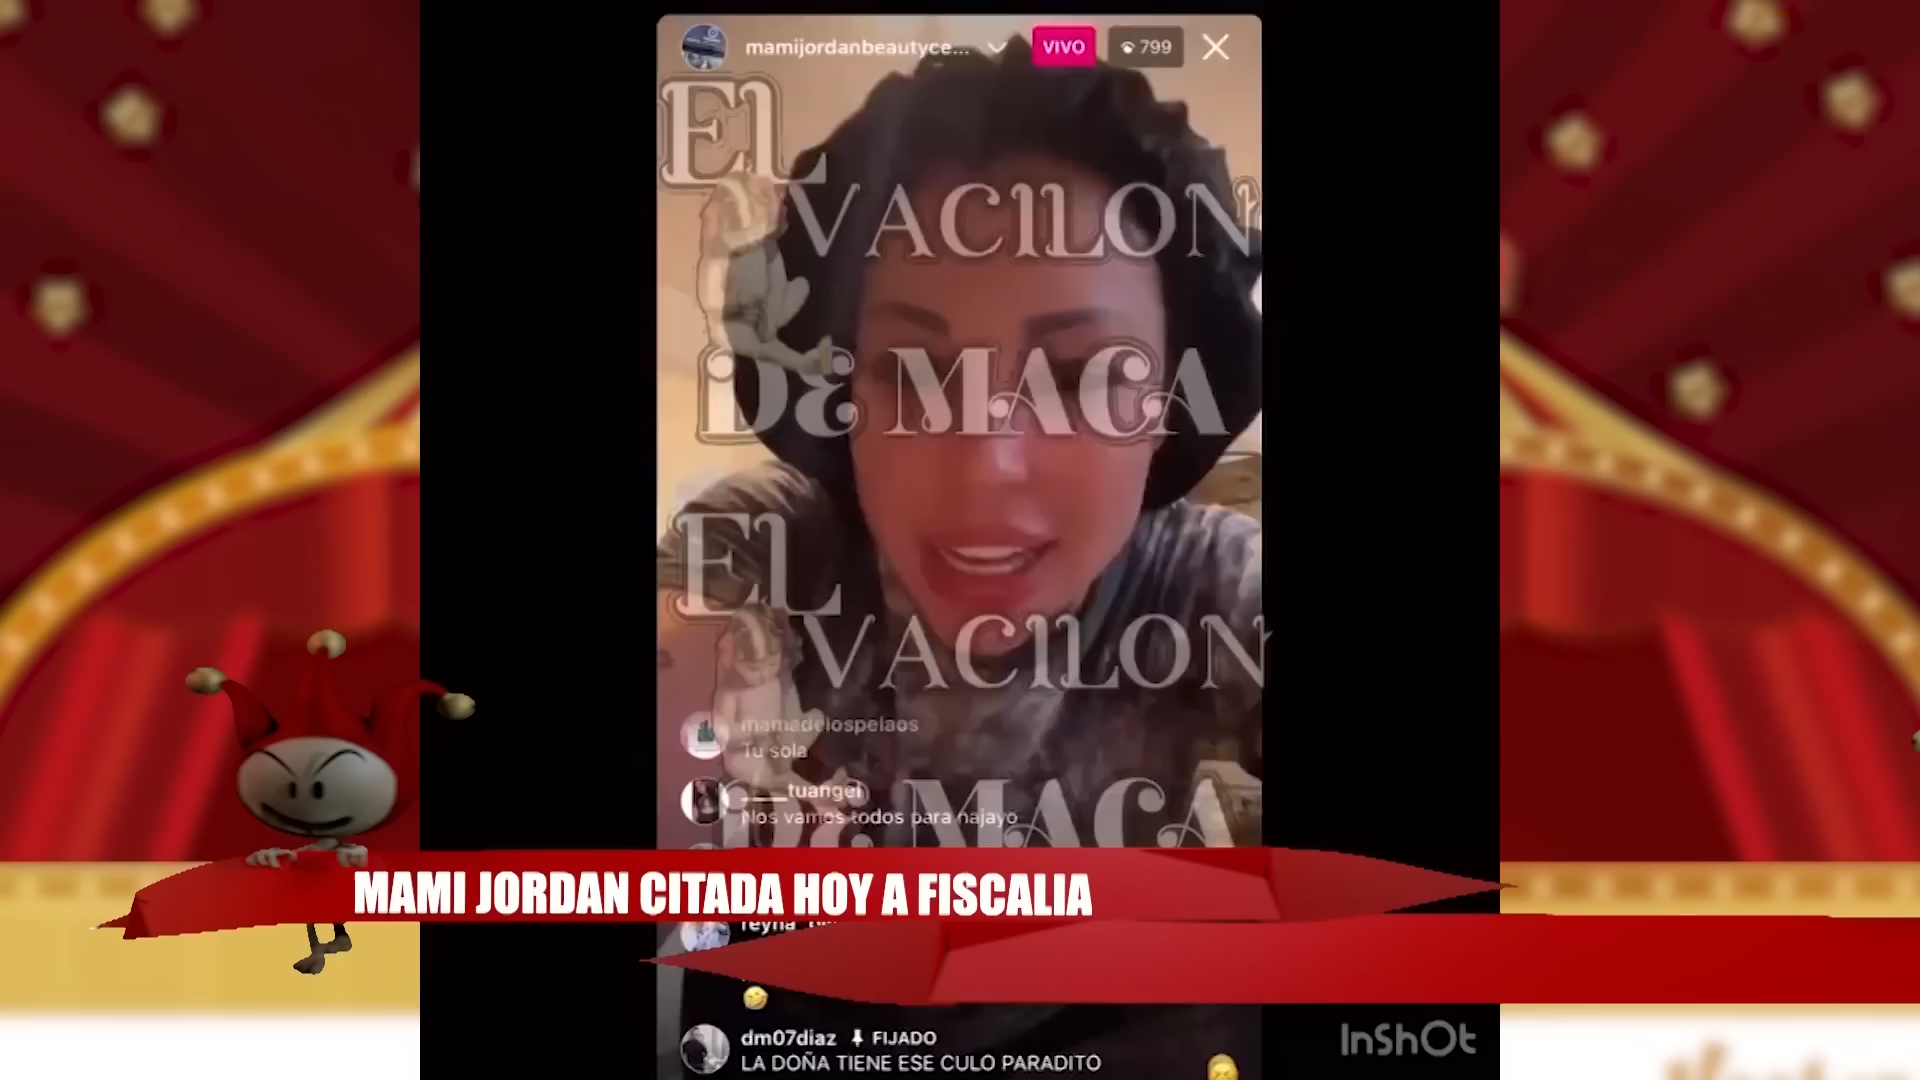 mamijordanbeautyce...
VIVO
799
EL
VACILON
DE MACA
EL
VACILON
mamadelospelaos
Tu sola
____tuangel
Nos vamos todos para najayo
DE MACA
MAMI JORDAN CITADA HOY A FISCALIA
dm07diaz FIJADO
LA DOÑA TIENE ESE CULO PARADITO
InShOt